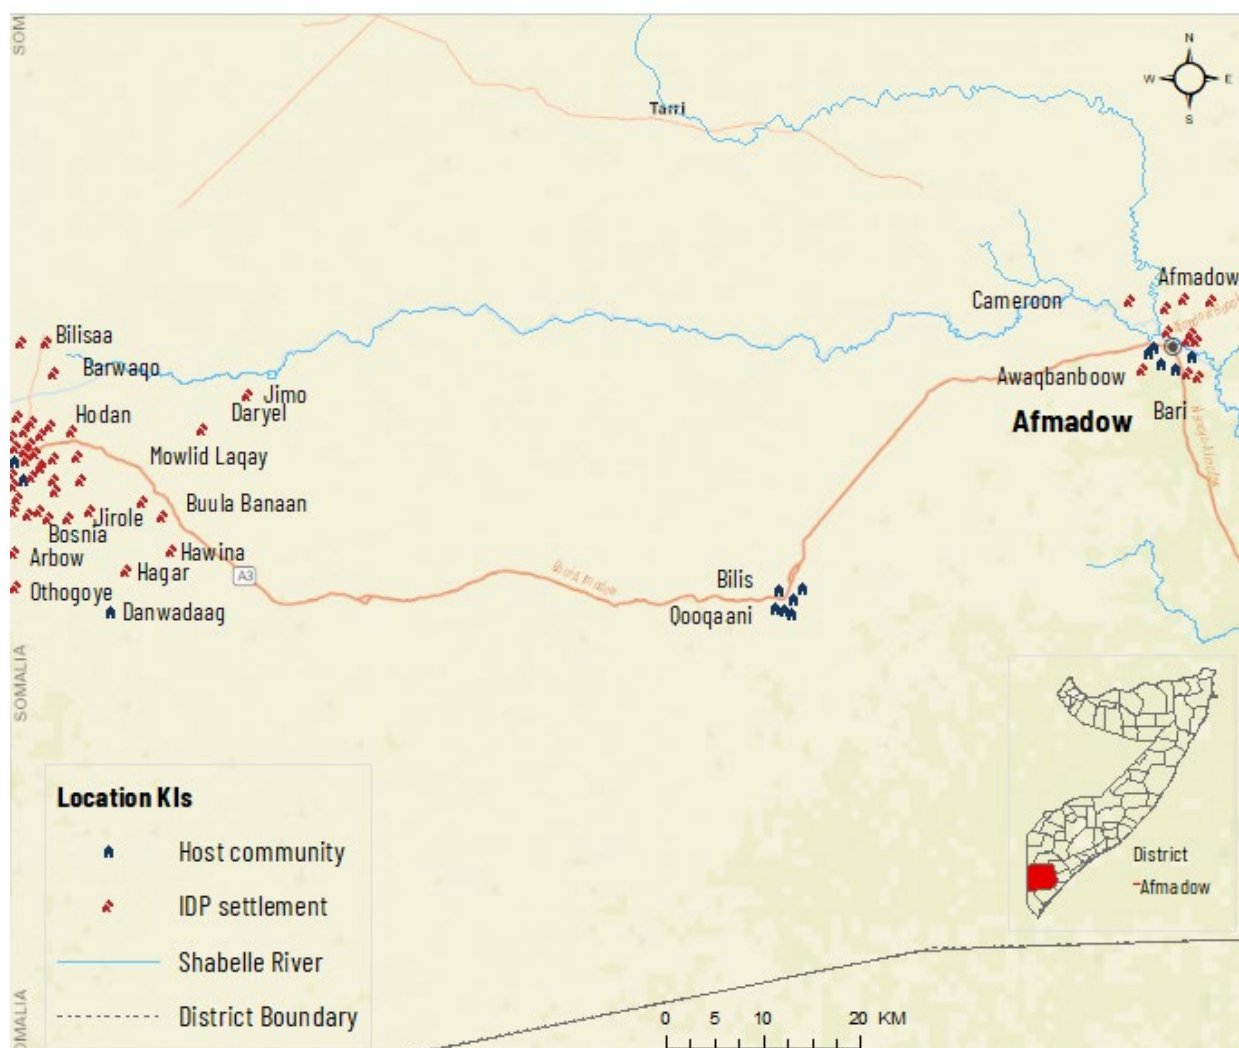 SOM
N
W
E
S
Tarri
Afmadow
Cameroon
Bilisaa
Barwaqo
Jimo
Daryel
Hodan
Awaqbanboow
Bari
Afmadow
Mowlid Laqay
Buula Banaan
Jirole
Bosnia
Hawina
Arbow
Hagar
A3
Othogoye
Danwadaag
Bilis
Qooqaani
SOMALIA
Location KIs
Host community
IDP settlement
Shabelle River
District Boundary
District
Afmadow
OMALIA
0 5 10 20 KM